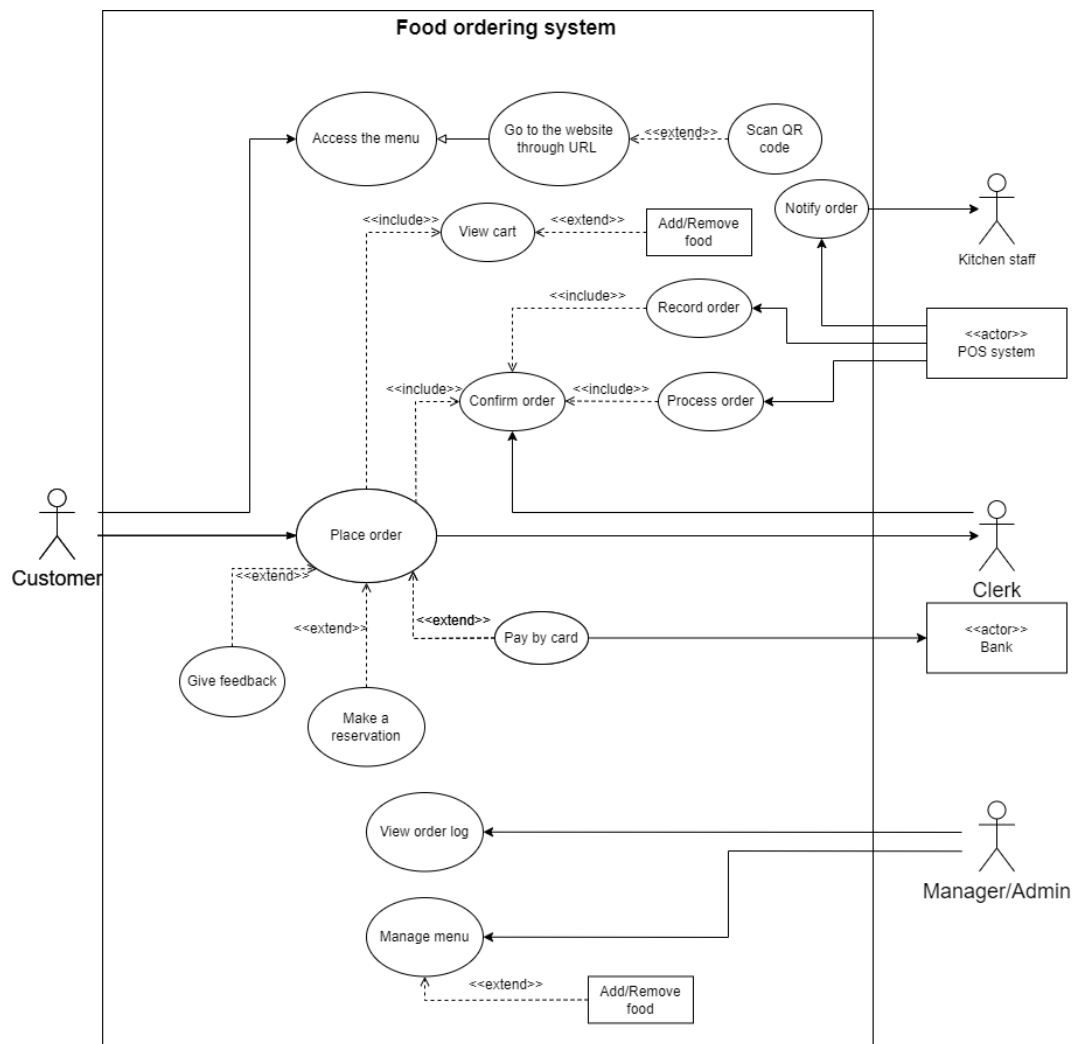 Food ordering system
Access the menu
Go to the website
through URL
<<extend>>
Scan QR
code
Notify order
Kitchen staff
<<include>>
View cart
<<extend>>
Add/Remove
food
<<include>>
Record order
<<actor>>
POS system
<<include>>
Confirm order
<<include>>
Process order
Customer
Place order
Clerk
<<extend>>
<<extend>>
<<extend>>
Pay by card
<<actor>>
Bank
Give feedback
Make a
reservation
View order log
Manager/Admin
Manage menu
<<extend>>
Add/Remove
food